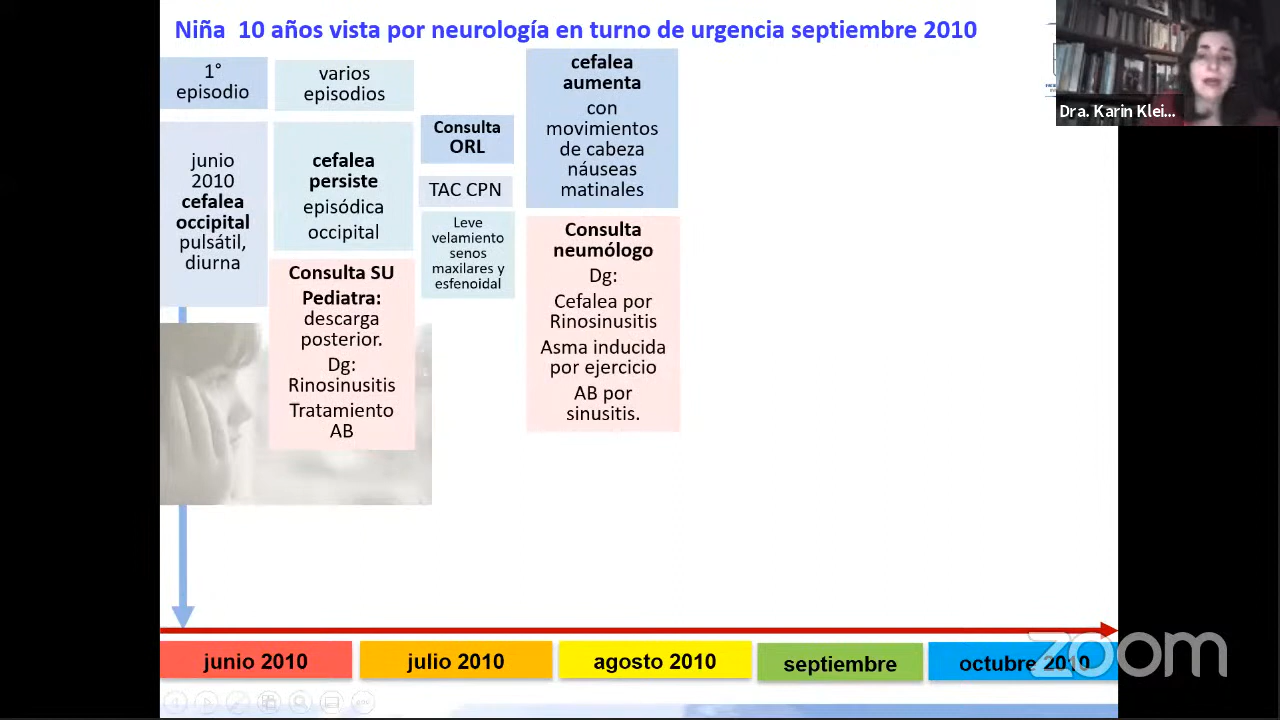 Niña 10 años vista por neurología en turno de urgencia septiembre 2010
Dra. Karin Klei...
1°
episodio
junio
2010
cefalea
occipital
pulsátil,
diurna
varios
episodios
cefalea
persiste
episódica
occipital
Consulta SU
Pediatra:
descarga
posterior.
Dg:
Rinosinusitis
Tratamiento
AB
Consulta
ORL
TAC CPN
Leve
velamiento
senos
maxilares y
esfenoidal
cefalea
aumenta
con
movimientos
de cabeza
náuseas
matinales
Consulta
neumólogo
Dg:
Cefalea por
Rinosinusitis
Asma inducida
por ejercicio
AB por
sinusitis.
junio 2010
julio 2010
agosto 2010
septiembre
octubre 2010
zoom